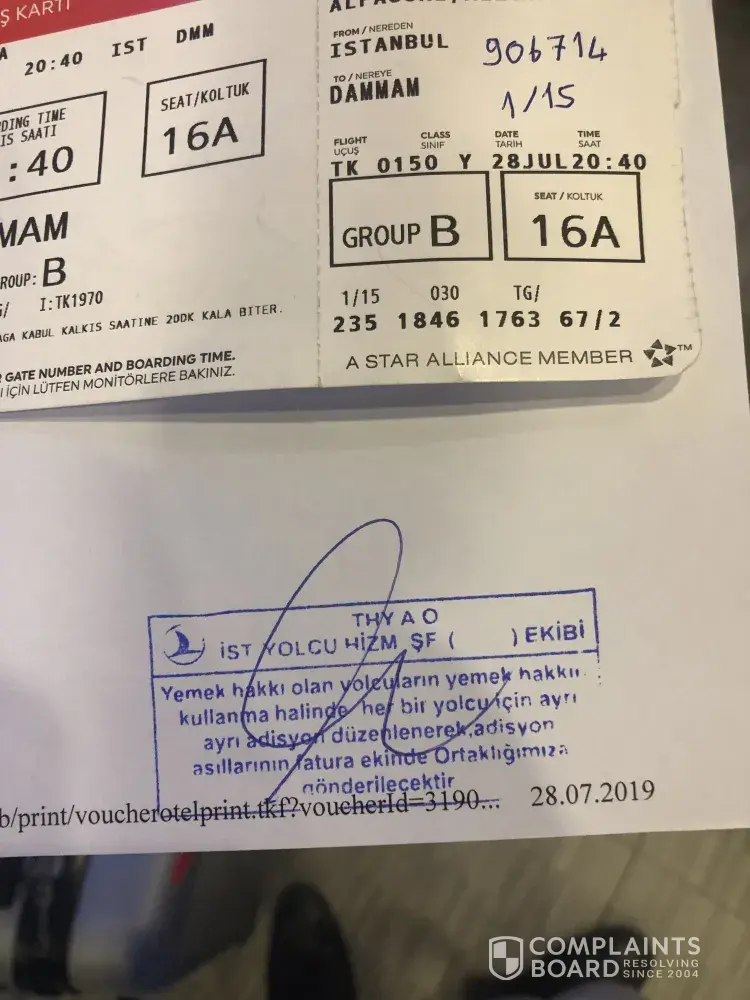 Ş KARTI
A 20:40 IST DMM
DING TIME
IS SAATI
:40
SEAT/KOLTUK
16A
MAM
ROUP: B
G/ I:TK1970
AGA KABUL KALKIS SAATINE 20DK KALA BITER.
GATE NUMBER AND BOARDING TIME.
I İÇİN LÜTFEN MONİTÖRLERE BAKINIZ.
FROM / NEREDEN
ISTANBUL
906714
TO / NEREYE
DAMMAM
1/15
FLIGHT CLASS DATE TIME
UÇUŞ SINIF TARIH SAAT
TK 0150 Y 28JUL20:40
GROUP B
SEAT / KOLTUK
16A
1/15 030 TG/
235 1846 1763 67/2
A STAR ALLIANCE MEMBER ™
THY A O
İST YOLCU HİZM. ŞF ( ) EKİBİ
Yemek hakkı olan yolcuların yemek hakkı
kullanma halinde her bir yolcu için ayrı
ayrı adisyon düzenlenerek,adisyon
asıllarının fatura ekinde Ortaklığımıza
gönderilecektir
b/print/voucherotelprint.tkf?voucherId=3190... 28.07.2019
COMPLAINTS
BOARD RESOLVING
SINCE 2004